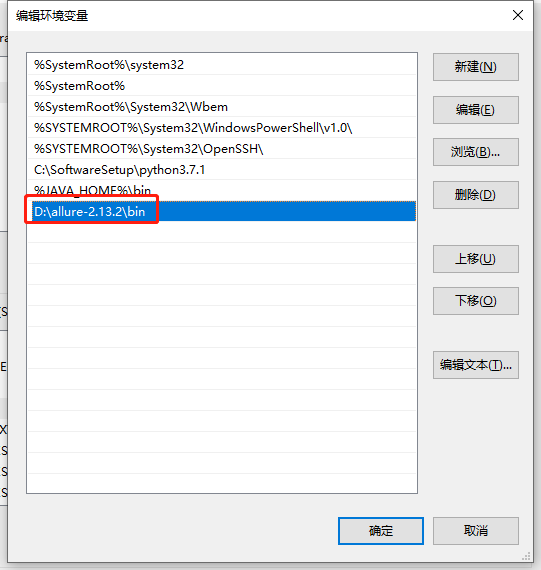 编辑环境变量
%SystemRoot%\system32
%SystemRoot%
%SystemRoot%\System32\Wbem
%SYSTEMROOT%\System32\WindowsPowerShell\v1.0\
%SYSTEMROOT%\System32\OpenSSH\
C:\SoftwareSetup\python3.7.1
%JAVA_HOME%\bin
D:\allure-2.13.2\bin
新建(N)
编辑(E)
浏览(B)...
删除(D)
上移(U)
下移(O)
编辑文本(T)...
确定
取消